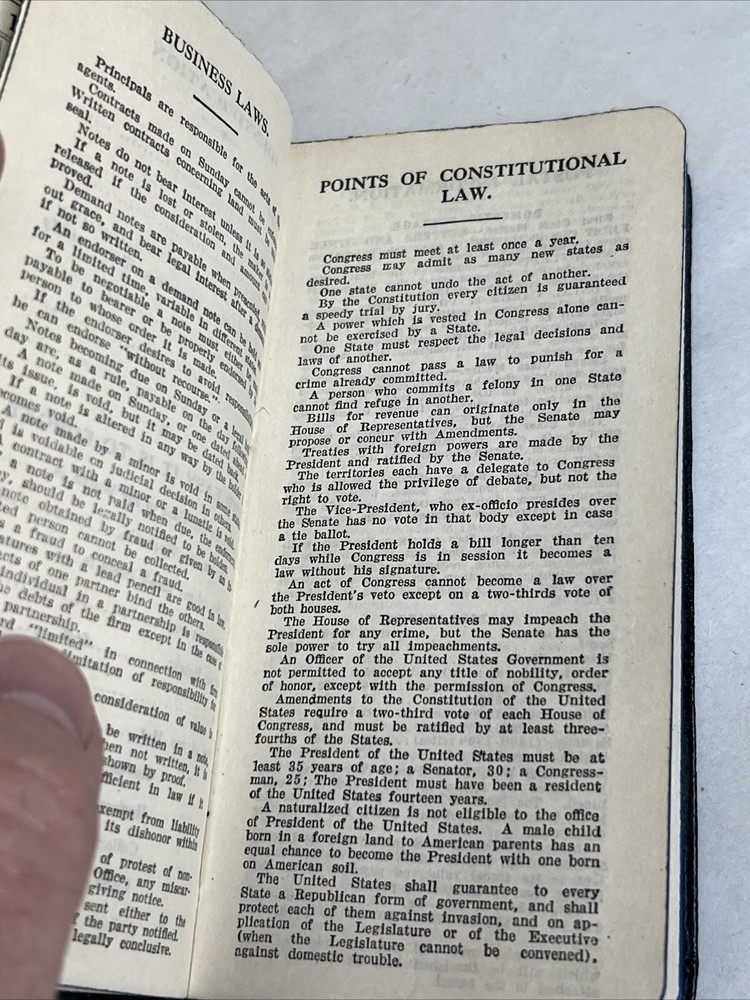 BUSINESS LAWS.
Principals are responsible for the acts of
agents.
Contracts made on Sunday cannot be
Written contracts concerning land must be
seal.
Notes do not bear interest unless it is so
If a note is lost or stolen, the
released if the consideration and amount
proved.
Demand notes are payable when presented,
out grace, and bear legal interest after a
if not so written.
An endorser on a demand note can be
for a limited time, variable in different
To be negotiable a note must either be
payable to bearer or be properly endorsed by
person to whose order it is made.
If the endorser desires to avoid
he can endorse "without recourse."
Notes becoming due on Sunday or a legal
day are, as a rule, payable on the day
A note made on Sunday, or one dated
its issue, is void, but it may be dated
If a note is altered in any way by the
becomes void.
A note made by a minor is void in some
is voidable on judicial decision in others.
contract with a minor or a lunatic is void.
a note is not paid when due, the
should be legally notified to be
note obtained by fraud or given by
person cannot be collected.
a fraud to conceal a fraud.
with a lead pencil are good in law.
acts of one partner bind the others.
individual in a partnership is
debts of the firm except in the case
partnership.
"limited" in connection with
limitation of responsibility
consideration of value
be written in a note,
when not written, it is
shown by proof.
in law if it
from liability
its dishonor within
of protest of non-
Office, any
giving notice.
sent either to the
the party notified.
legally conclusive.
POINTS OF CONSTITUTIONAL
LAW.
Congress must meet at least once a year.
Congress may admit as many new states as
desired.
One state cannot undo the act of another.
By the Constitution every citizen is guaranteed
a speedy trial by jury.
A power which is vested in Congress alone can-
not be exercised by a State.
One State must respect the legal decisions and
laws of another.
Congress cannot pass a law to punish for a
crime already committed.
A person who commits a felony in one State
cannot find refuge in another.
Bills for revenue can originate only in the
House of Representatives, but the Senate may
propose or concur with Amendments.
Treaties with foreign powers are made by the
President and ratified by the Senate.
The territories each have a delegate to Congress
who is allowed the privilege of debate, but not the
right to vote.
The Vice-President, who ex-officio presides over
the Senate has no vote in that body except in case
a tie ballot.
If the President holds a bill longer than ten
days while Congress is in session it becomes a
law without his signature.
An act of Congress cannot become a law over
the President's veto except on a two-thirds vote of
both houses.
The House of Representatives may impeach the
President for any crime, but the Senate has the
sole power to try all impeachments.
An Officer of the United States Government is
not permitted to accept any title of nobility, order
of honor, except with the permission of Congress.
Amendments to the Constitution of the United
States require a two-third vote of each House of
Congress, and must be ratified by at least three-
fourths of the States.
The President of the United States must be at
least 35 years of age; a Senator, 30; a Congress-
man, 25; The President must have been a resident
of the United States fourteen years.
A naturalized citizen is not eligible to the office
of President of the United States. A male child
born in a foreign land to American parents has an
equal chance to become the President with one born
on American soil.
The United States shall guarantee to every
State a Republican form of government, and shall
protect each of them against invasion, and on ap-
plication of the Legislature or of the Executive
(when the Legislature cannot be convened),
against domestic trouble.